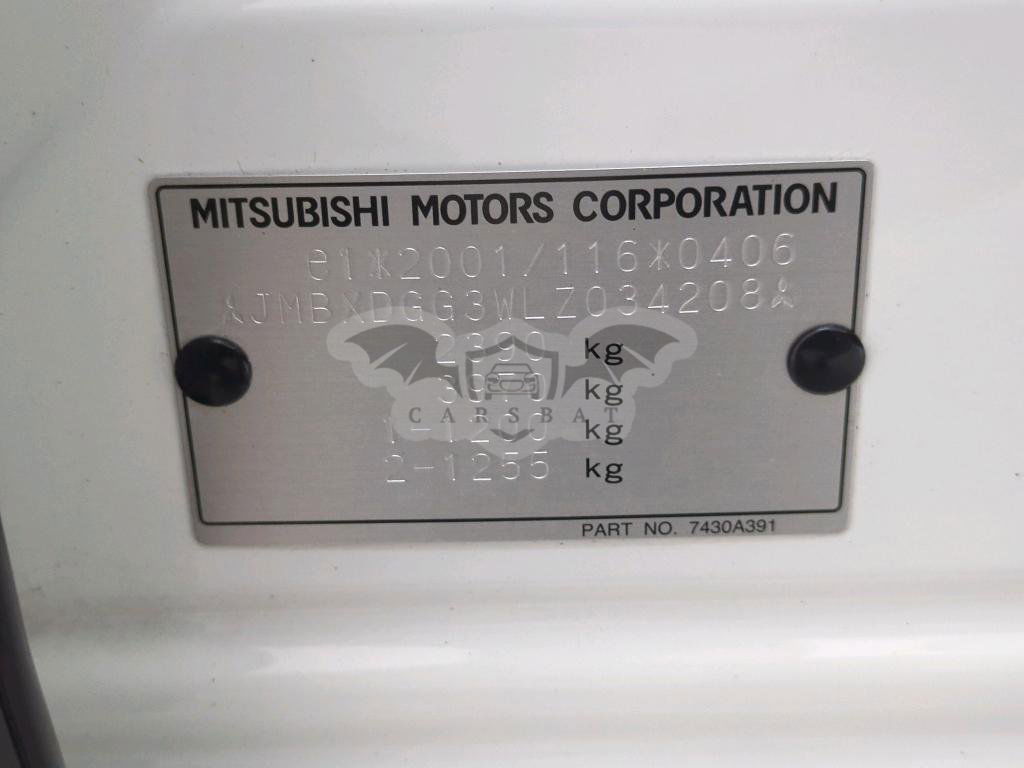 MITSUBISHI MOTORS CORPORATION
e1*2001/116*0406
JMBXDGG3WLZ034208
2390 kg
kg
kg
2-1255 kg
CARSBAT
PART NO. 7430A391